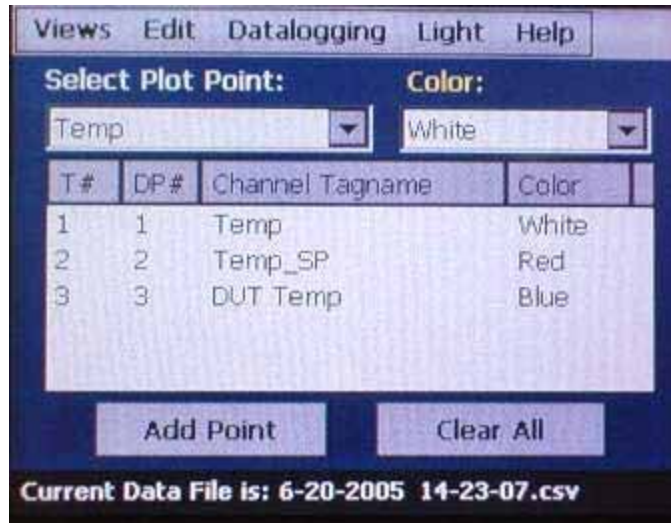 Views Edit Datalogging Light Help
Select Plot Point: Color:
Temp White
T# DP# Channel Tagname Color
1 1 Temp White
2 2 Temp_SP Red
3 3 DUT Temp Blue
Add Point Clear All
Current Data File is: 6-20-2005 14-23-07.csv